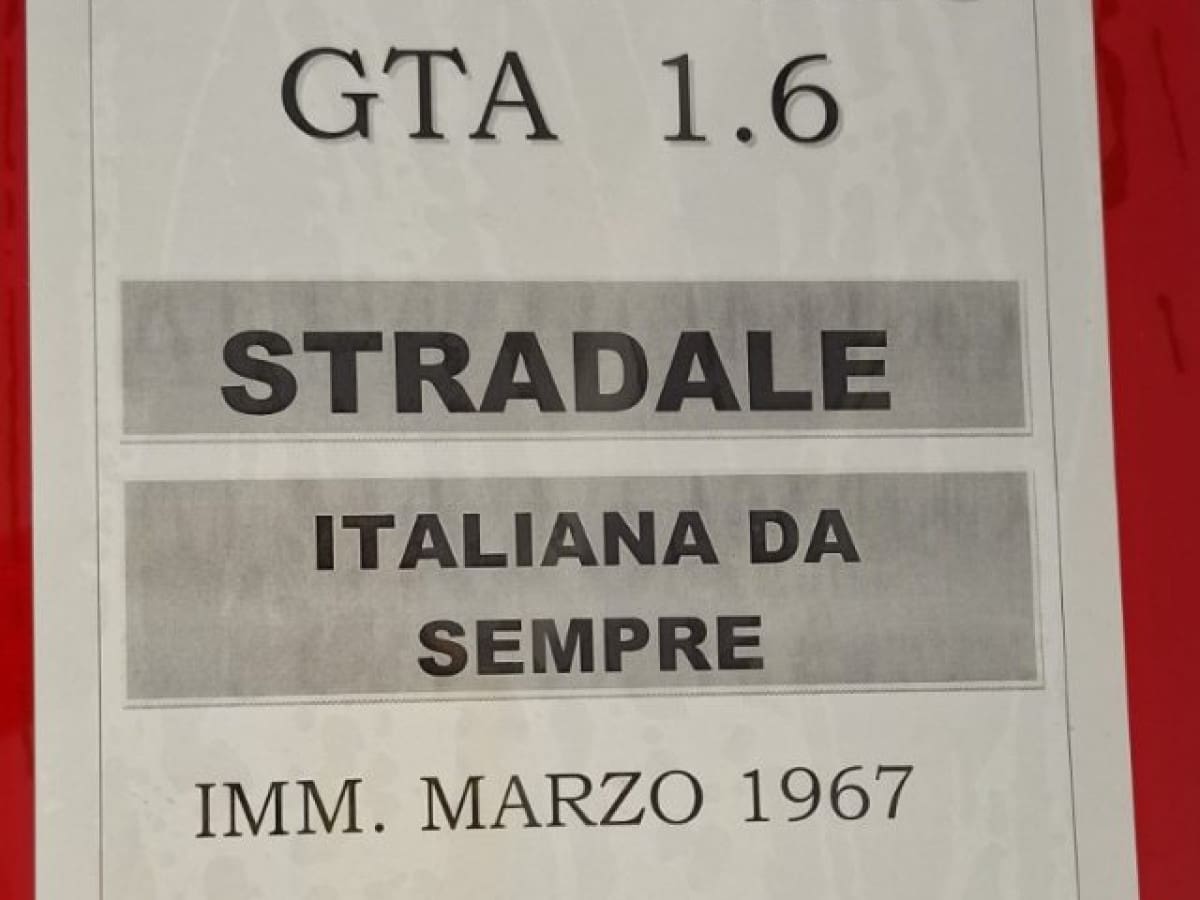 GTA 1.6
STRADALE
ITALIANA DA
SEMPRE
IMM. MARZO 1967